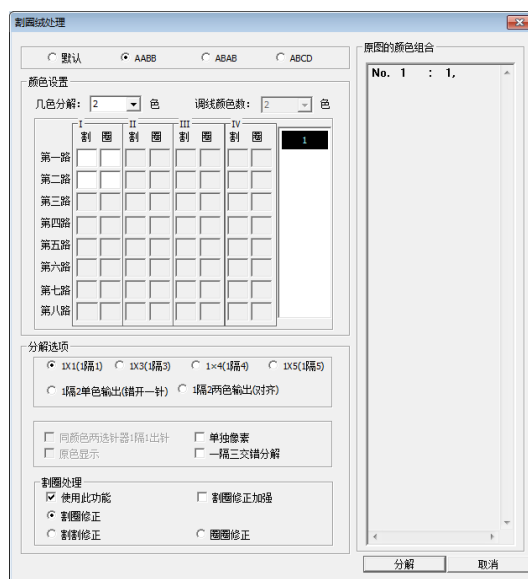 割圈绒处理
默认 AABB ABAB ABCD
颜色设置
几色分解: 2 色 调线颜色数: 2 色
I II III IV
割 圈 割 圈 割 圈 割 圈
1
第一路
第二路
第三路
第四路
第五路
第六路
第七路
第八路
分解选项
1X1(1隔1) 1X3(1隔3) 1×4(1隔4) 1X5(1隔5)
1隔2单色输出(错开一针) 1隔2两色输出(对齐)
同颜色两选针器1隔1出针 单独像素
原色显示 一隔三交错分解
割圈处理
使用此功能 割圈修正加强
割圈修正
割割修正 圈圈修正
原图的颜色组合
No. 1 : 1,
分解 取消